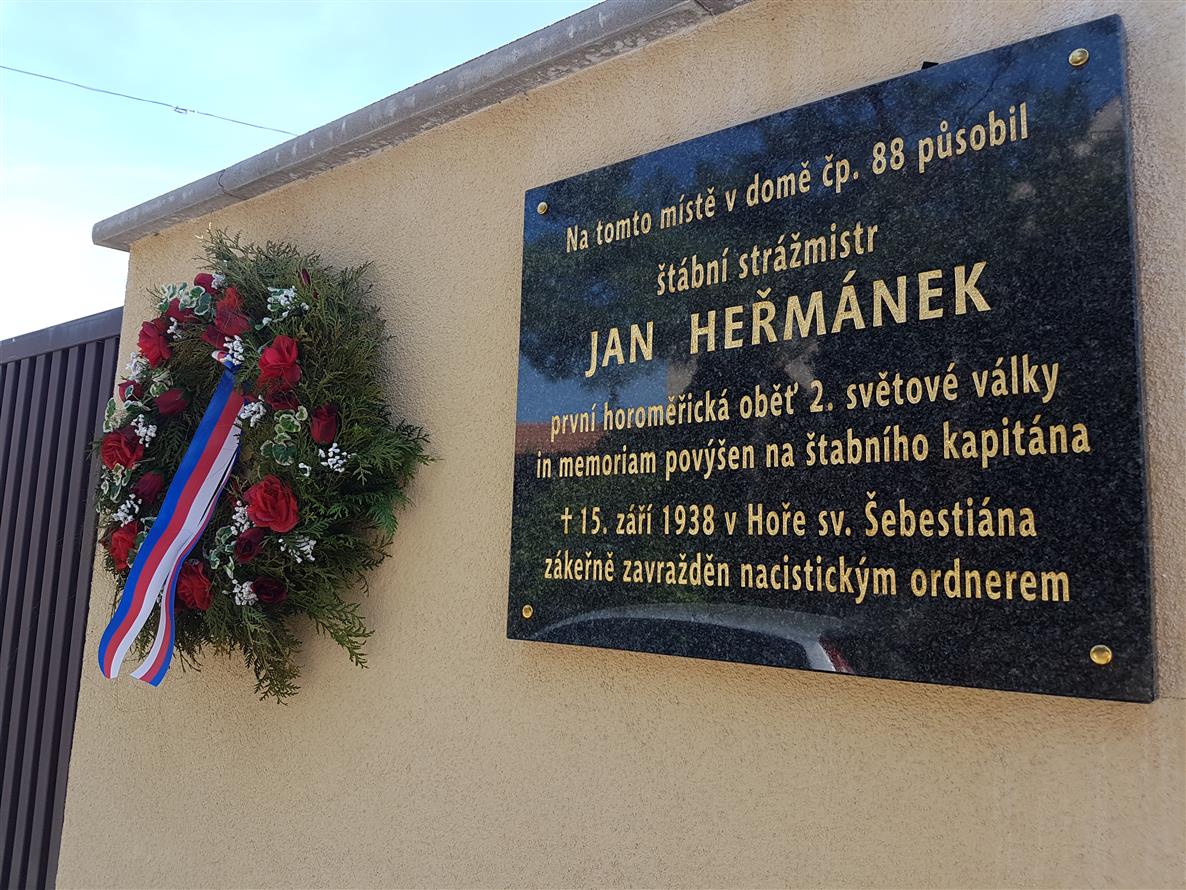 Na tomto místě v domě čp. 88 působil
štábní strážmistr
JAN HEŘMÁNEK
první horoměřická oběť 2. světové války
in memoriam povýšen na štabního kapitána
† 15. září 1938 v Hoře sv. Šebestiána
zákeřně zavražděn nacistickým ordnerem